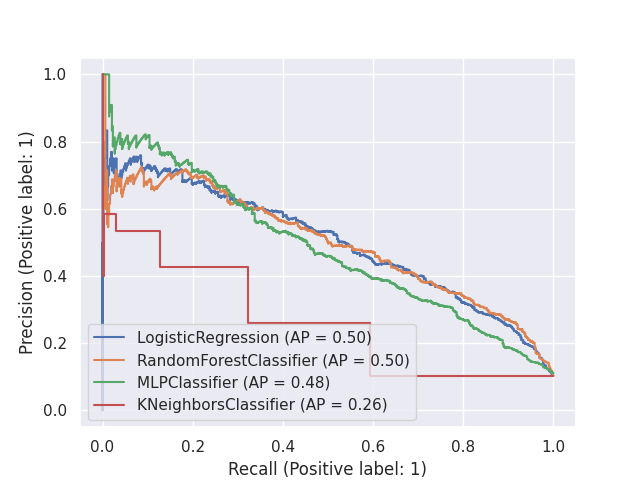 1.0
0.8
0.6
0.4
0.2
0.0
Precision (Positive label: 1)
LogisticRegression (AP = 0.50)
RandomForestClassifier (AP = 0.50)
MLPClassifier (AP = 0.48)
KNeighborsClassifier (AP = 0.26)
0.0 0.2 0.4 0.6 0.8 1.0
Recall (Positive label: 1)